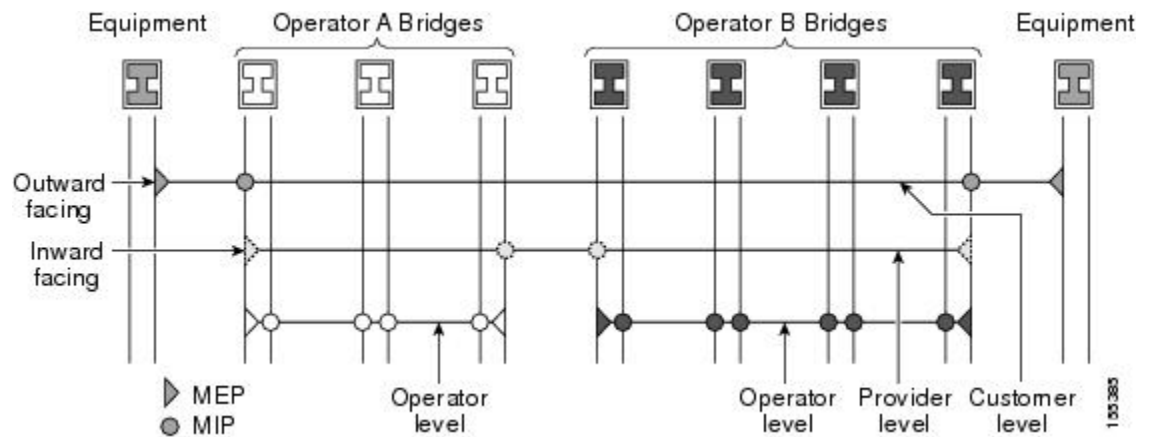 Equipment
Operator A Bridges
Operator B Bridges
Equipment
Outward
facing
Inward
facing
MEP
MIP
Operator
level
Operator
level
Provider
level
Customer
level
155385